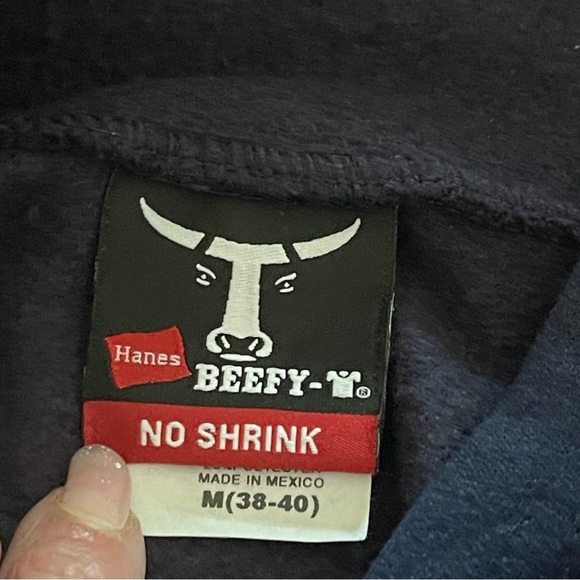 Hanes
BEEFY-T®
NO SHRINK
MADE IN MEXICO
M(38-40)